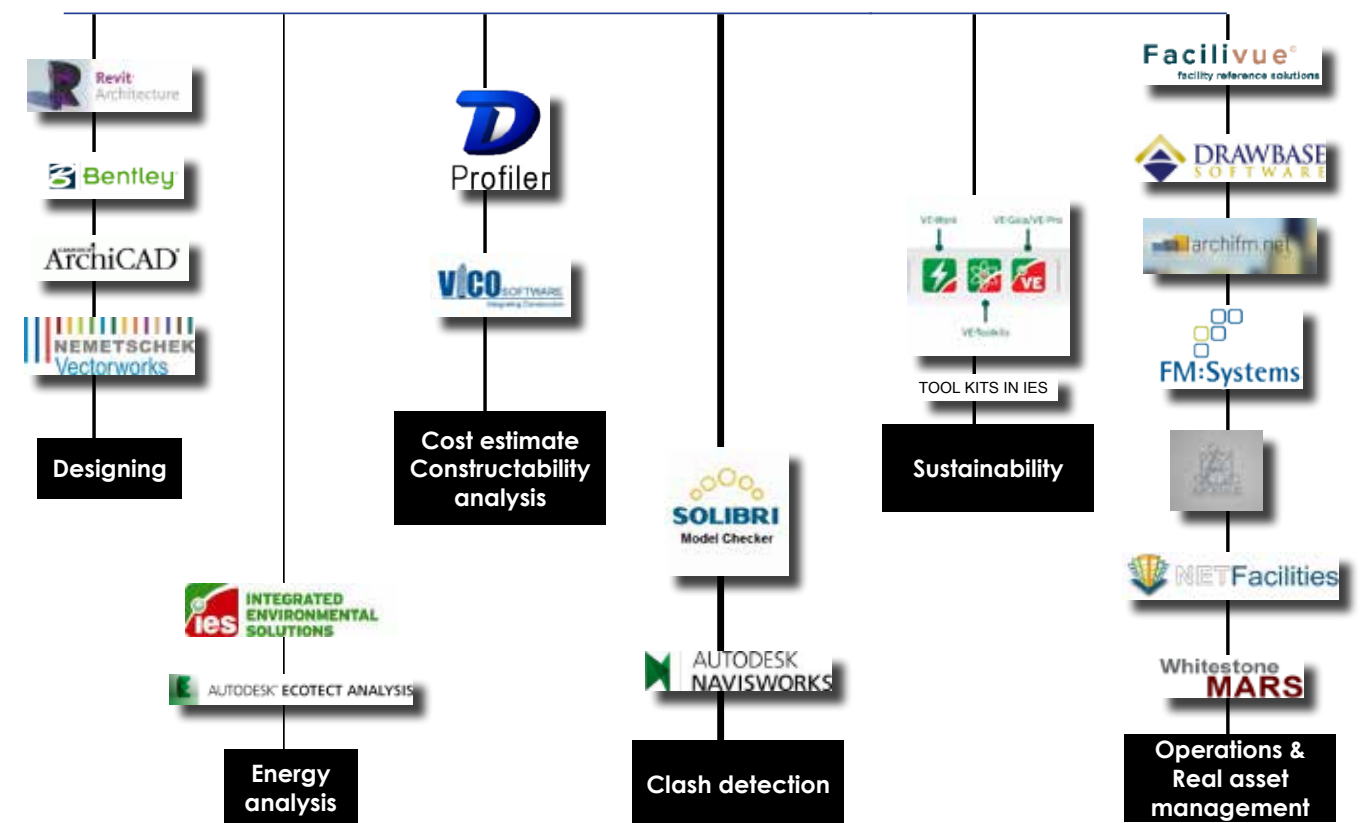 Revit
Architecture
Bentley
ArchiCAD
NEMETSCHEK
Vectorworks
Designing
INTEGRATED
ENVIRONMENTAL
SOLUTIONS
ies
AUTODESK ECOTECT ANALYSIS
Energy
analysis
Profiler
VICO SOFTWARE
Integrating Construction
Cost estimate
Constructability
analysis
SOLIBRI
Model Checker
AUTODESK
NAVISWORKS
Clash detection
VE-Ware
VE-Gaia/VE-Pro
VE
VE-Toolkits
TOOL KITS IN IES
Sustainability
Facilivue©
facility reference solutions
DRAWBASE
SOFTWARE
archifm.net
FM:Systems
NETFacilities
Whitestone
MARS
Operations &
Real asset
management